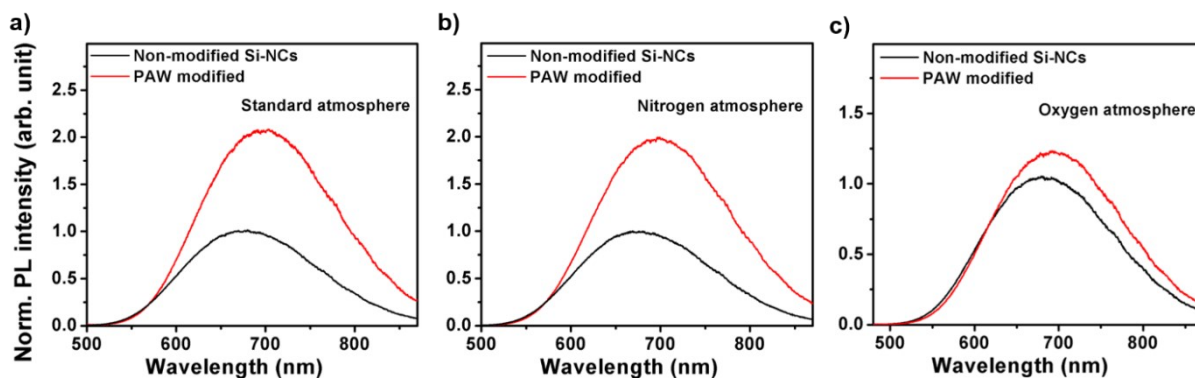 a)
Norm. PL intensity (arb. unit)
Non-modified Si-NCs
PAW modified
Standard atmosphere
2.5
2.0
1.5
1.0
0.5
0.0
500 600 700 800
Wavelength (nm)
b)
Non-modified Si-NCs
PAW modified
Nitrogen atmosphere
2.5
2.0
1.5
1.0
0.5
0.0
500 600 700 800
Wavelength (nm)
c)
Non-modified Si-NCs
PAW modified
Oxygen atmosphere
1.5
1.0
0.5
0.0
500 600 700 800
Wavelength (nm)